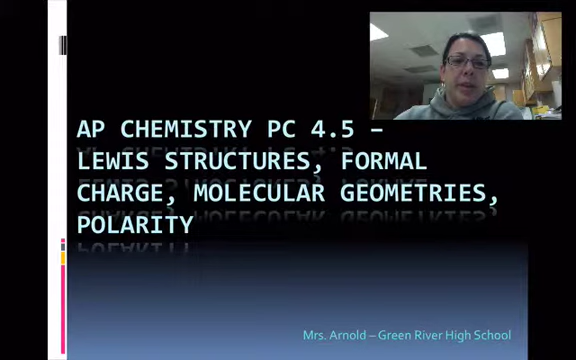 AP CHEMISTRY PC 4.5 –
LEWIS STRUCTURES, FORMAL
CHARGE, MOLECULAR GEOMETRIES,
POLARITY
Mrs. Arnold – Green River High School